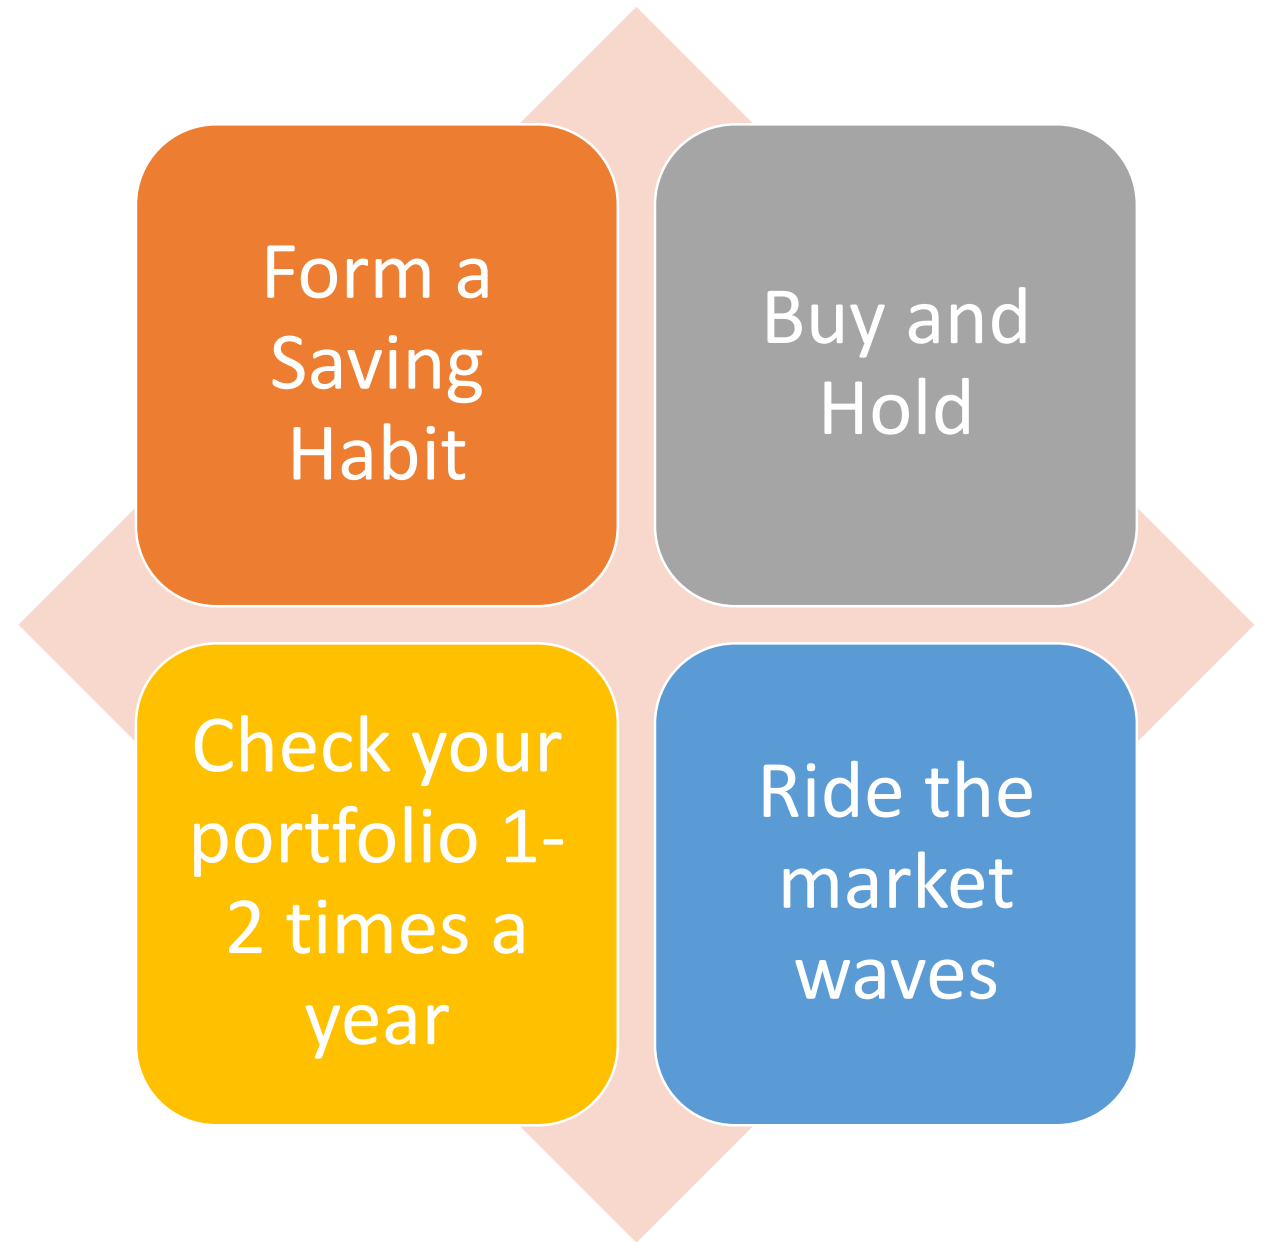 Form a
Saving
Habit
Buy and
Hold
Check your
portfolio 1-
2 times a
year
Ride the
market
waves